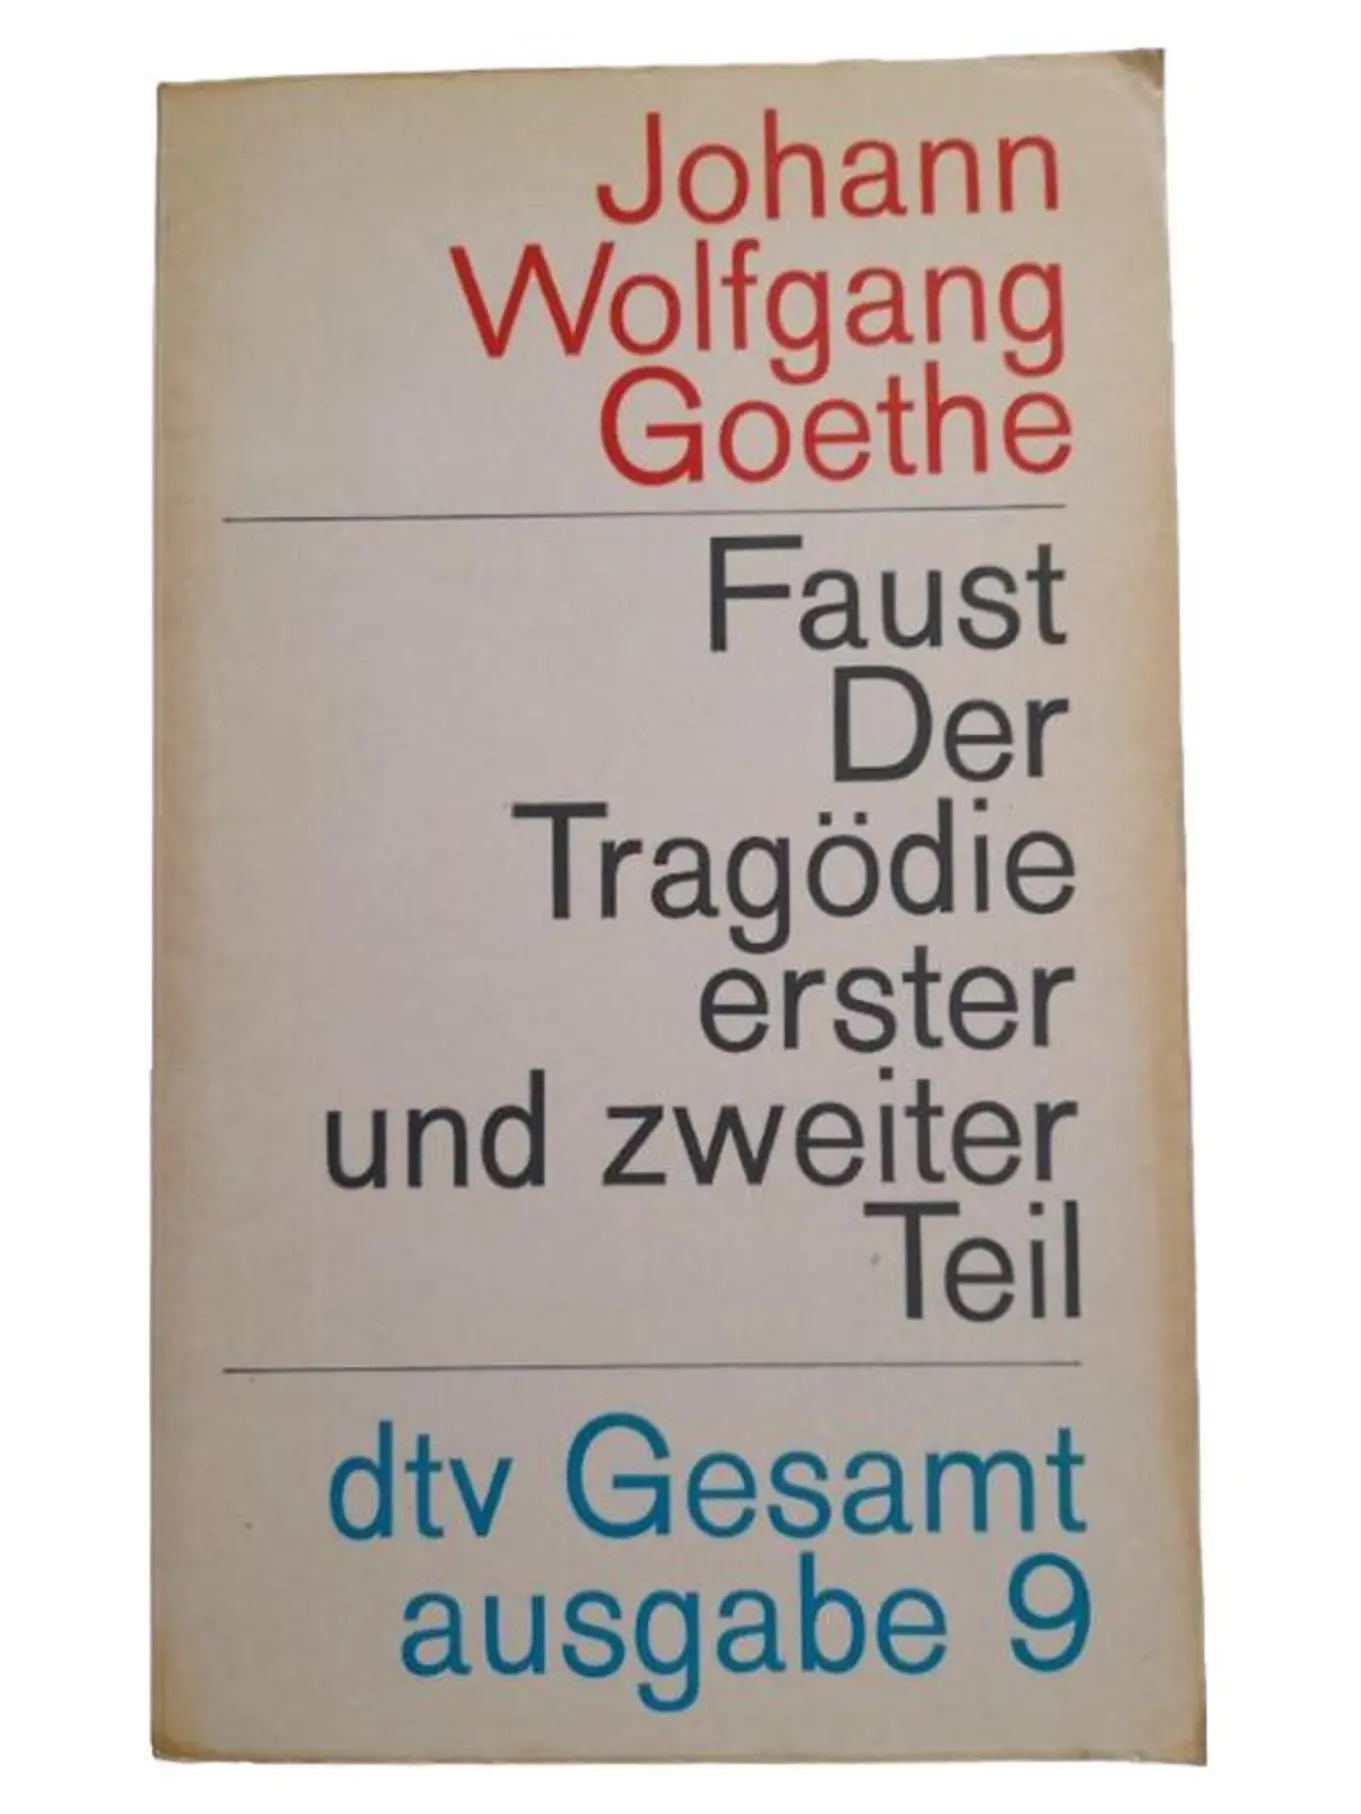 Johann
Wolfgang
Goethe
Faust
Der
Tragödie
erster
und zweiter
Teil
dtv Gesamt
ausgabe 9